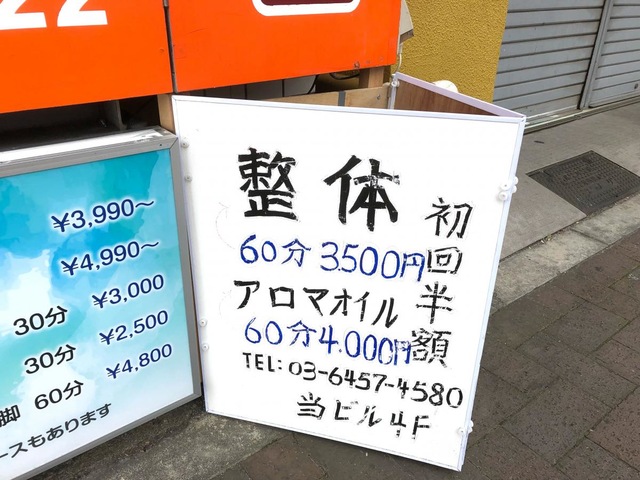 22
¥3,990～
¥4,990～
¥3,000
30分
¥2,500
30分
¥4,800
脚 60分
ースもあります
整体
60分 3500円
アロマオイル
60分 4.000円
初回半額
TEL: 03-6457-4580
当ビル4F